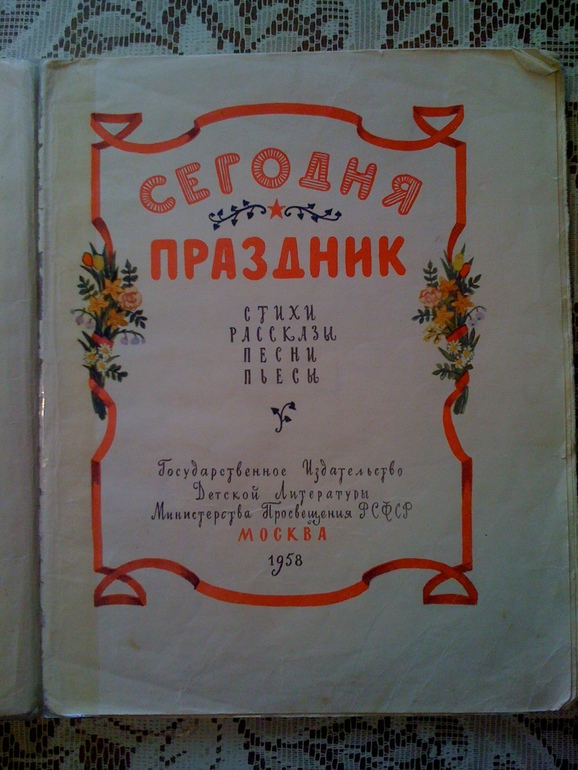 СЕГОДНЯ
ПРАЗДНИК
СТИХИ
РАССКАЗЫ
ПЕСНИ
ПЬЕСЫ
Государственное Издательство
Детской Литературы
Министерства Просвещения РСФСР
МОСКВА
1958